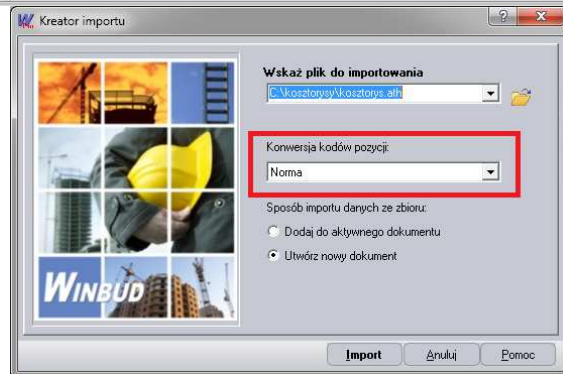 Kreator importu
Wskaż plik do importowania
C:\kosztorysy\kosztorys.ath
Konwersja kodów pozycji:
Norma
Sposób importu danych ze zbioru:
Dodaj do aktywnego dokumentu
Utwórz nowy dokument
WINBUD
Import Anuluj Pomoc